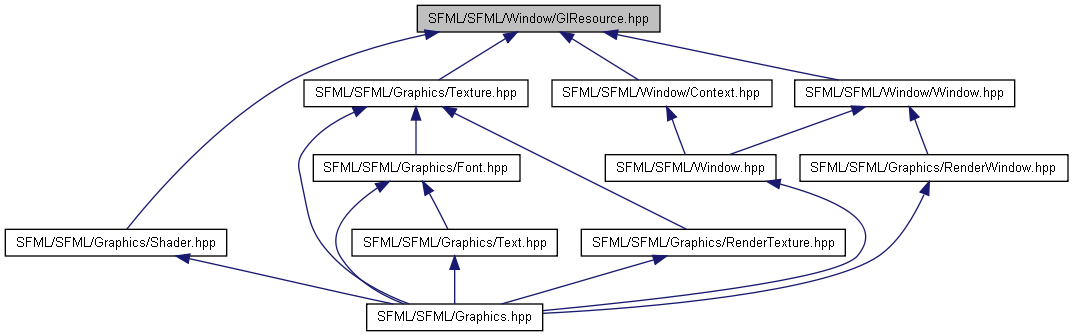 SFML/SFML/Window/GlResource.hpp
SFML/SFML/Graphics/Texture.hpp
SFML/SFML/Window/Context.hpp
SFML/SFML/Window/Window.hpp
SFML/SFML/Graphics/Font.hpp
SFML/SFML/Window.hpp
SFML/SFML/Graphics/RenderWindow.hpp
SFML/SFML/Graphics/Shader.hpp
SFML/SFML/Graphics/Text.hpp
SFML/SFML/Graphics/RenderTexture.hpp
SFML/SFML/Graphics.hpp